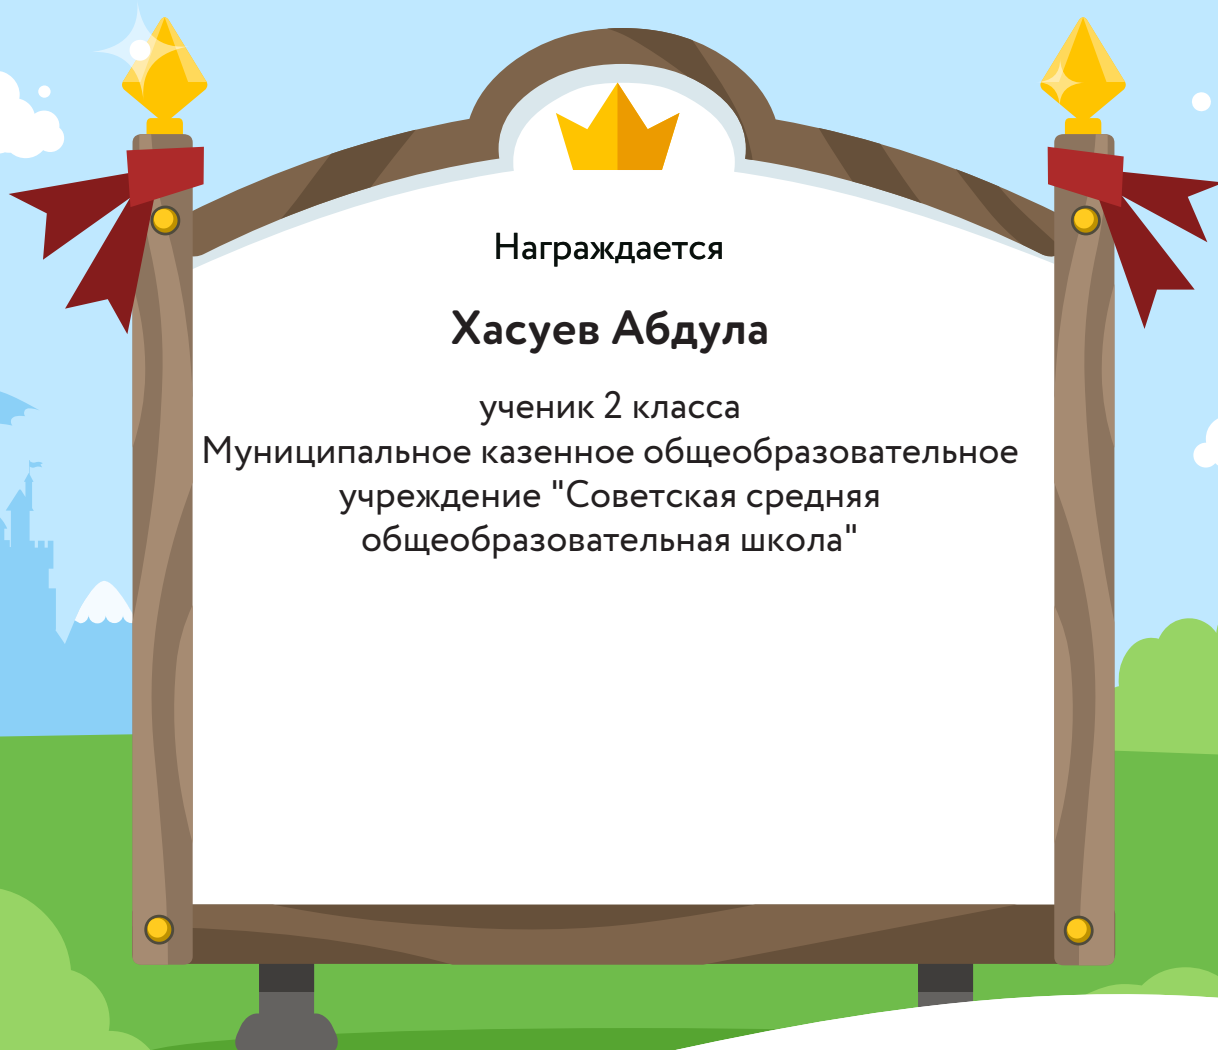 Награждается
Хасуев Абдула
ученик 2 класса
Муниципальное казенное общеобразовательное
учреждение "Советская средняя
общеобразовательная школа"